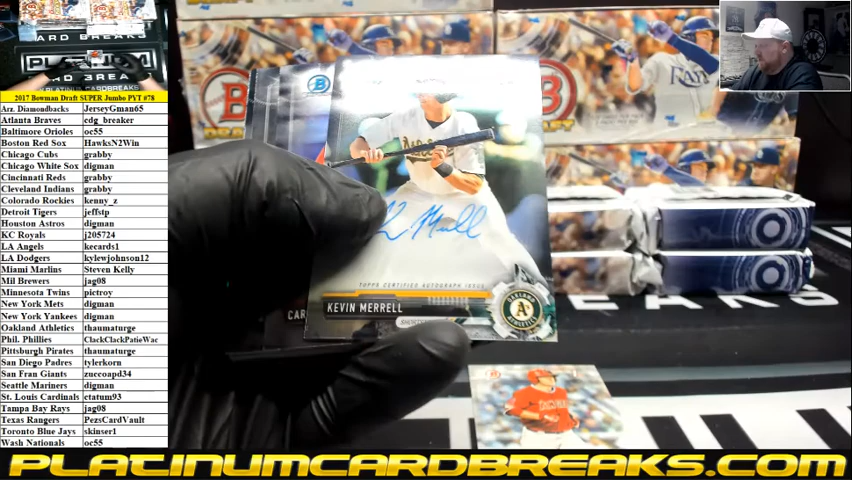 2017 Bowman Draft SUPER Jumbo PYT #78
Arz. Diamondbacks JerseyGman65
Atlanta Braves cdg_breaker
Baltimore Orioles oc55
Boston Red Sox HawksN2Win
Chicago Cubs grabby
Chicago White Sox digman
Cincinnati Reds grabby
Cleveland Indians grabby
Colorado Rockies kenny_z
Detroit Tigers jeffstp
Houston Astros digman
KC Royals j205724
LA Angels kecards1
LA Dodgers kylewjohnson12
Miami Marlins Steven Kelly
Mil Brewers jag08
Minnesota Twins pictroy
New York Mets digman
New York Yankees digman
Oakland Athletics thaumaturge
Phil. Phillies ClackClackPatieWac
Pittsburgh Pirates thaumaturge
San Diego Padres tylerkorn
San Fran Giants zuccoapd34
Seattle Mariners digman
St. Louis Cardinals ctatum93
Tampa Bay Rays jag08
Texas Rangers PezsCardVault
Toronto Blue Jays skinser1
Wash Nationals oc55
TOPPS CERTIFIED AUTOGRAPH ISSUE
KEVIN MERRELL
OAKLAND
ATHLETICS
A's
CAR
PLATINUMCARDBREAKS.COM